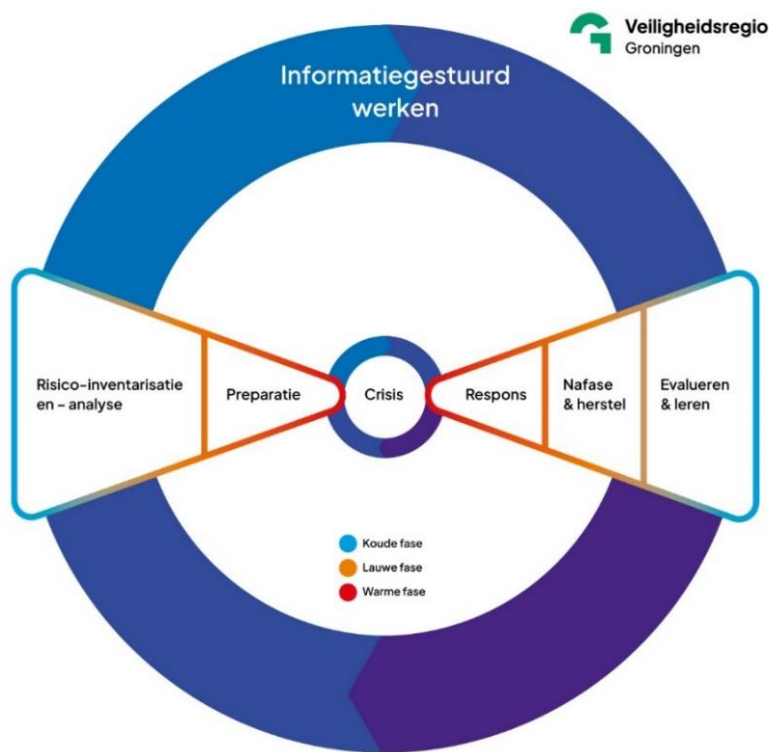 Veiligheidsregio
Groningen
Informatiegestuurd
werken
Risico-inventarisatie
en – analyse
Preparatie
Crisis
Respons
Nafase
& herstel
Evalueren
& leren
Koude fase
Lauwe fase
Warme fase